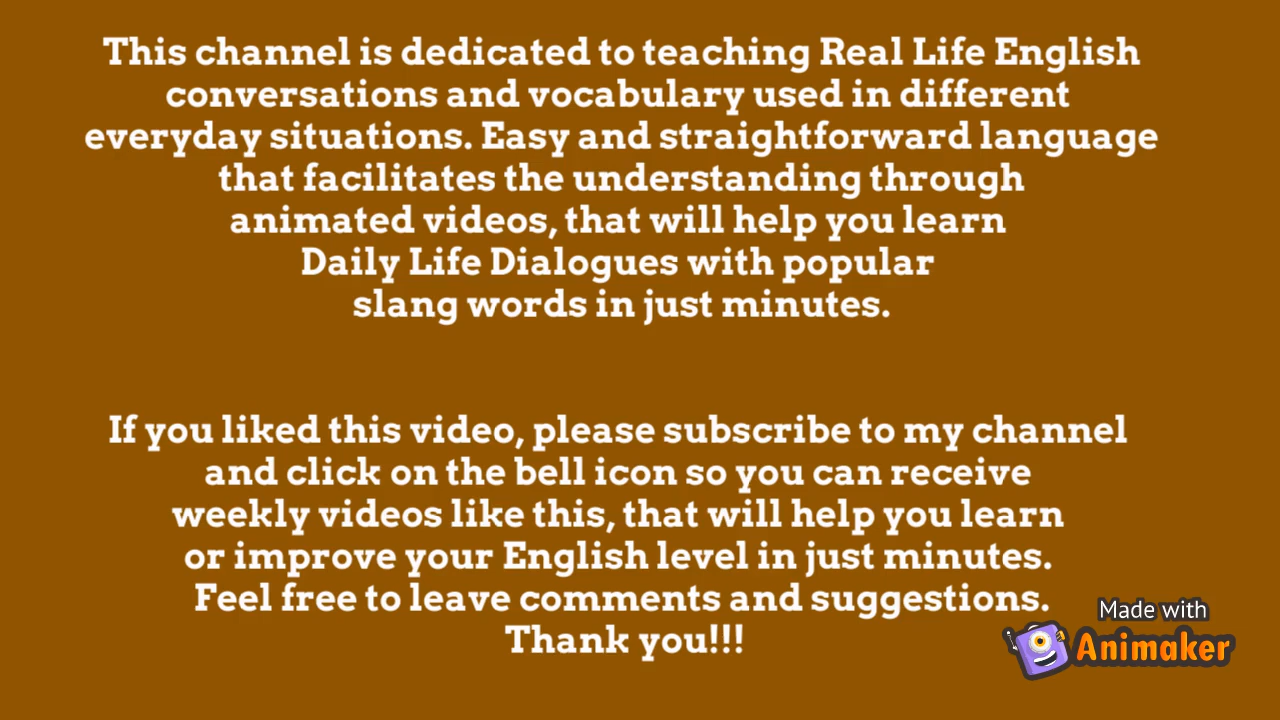 This channel is dedicated to teaching Real Life English
conversations and vocabulary used in different
everyday situations. Easy and straightforward language
that facilitates the understanding through
animated videos, that will help you learn
Daily Life Dialogues with popular
slang words in just minutes.
If you liked this video, please subscribe to my channel
and click on the bell icon so you can receive
weekly videos like this, that will help you learn
or improve your English level in just minutes.
Feel free to leave comments and suggestions.
Thank you!!!
Made with
Animaker